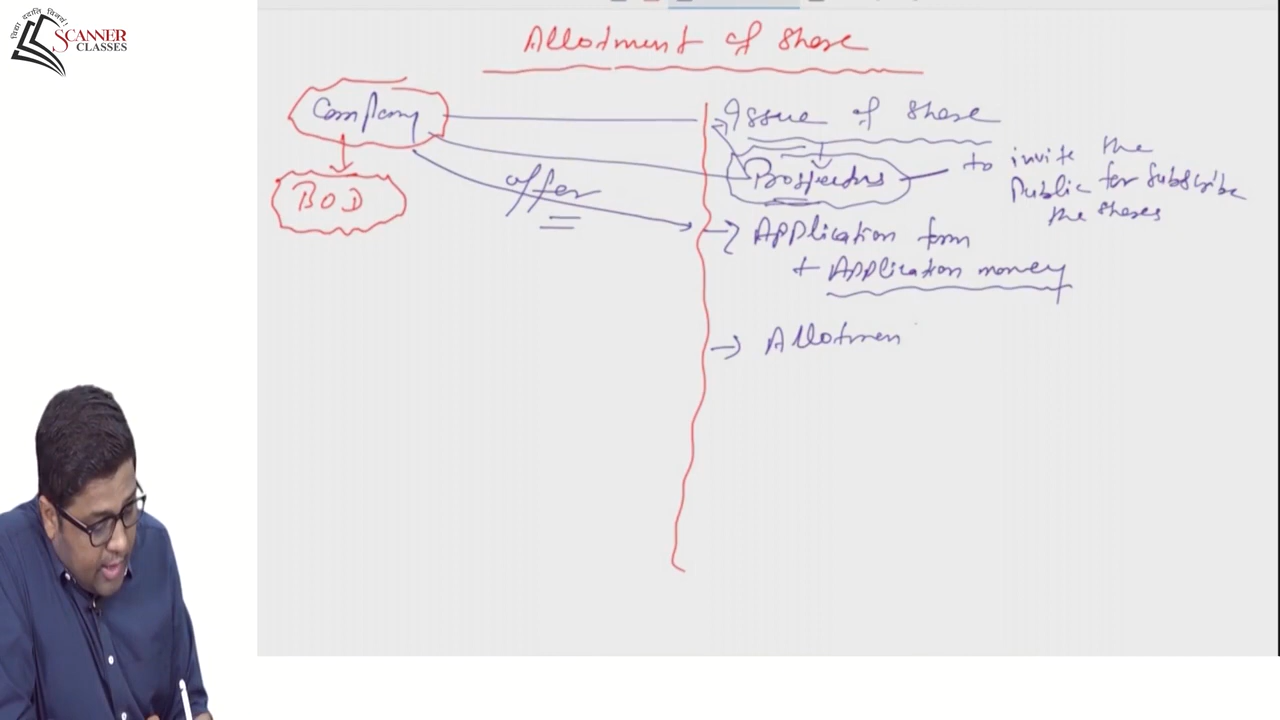 SCANNER
CLASSES
Allotment of Share
Company
Issue of Share
BOD
offer
Prospectus
to invite the
Public for Subscribe
the Shares
Application form
+ Application money
Allotmen